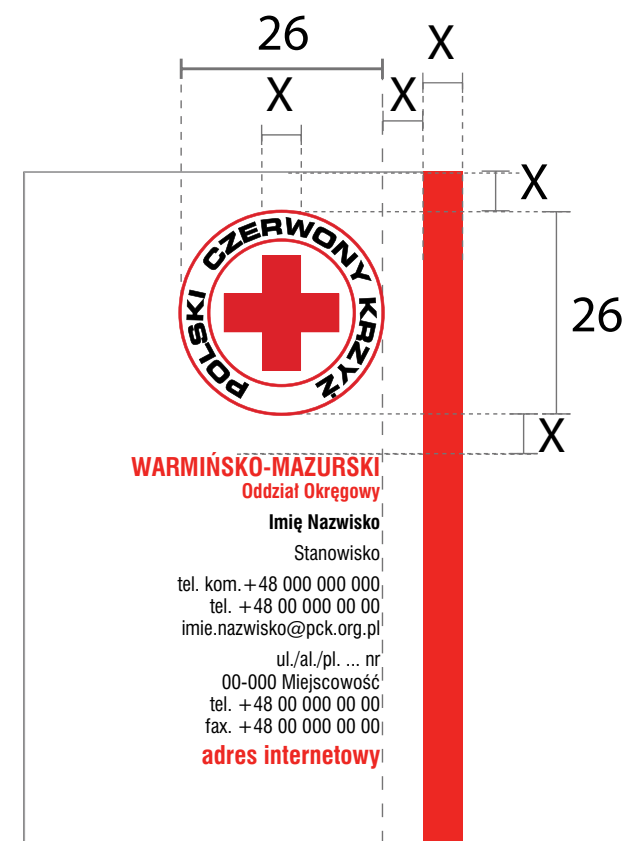 26
X
X
X
X
POLSKI CZERWONY KRZYŻ
26
X
WARMIŃSKO-MAZURSKI
Oddział Okręgowy
Imię Nazwisko
Stanowisko
tel. kom.+48 000 000 000
tel. +48 00 000 00 00
imie.nazwisko@pck.org.pl
ul./al./pl. ... nr
00-000 Miejscowość
tel. +48 00 000 00 00
fax. +48 00 000 00 00
adres internetowy